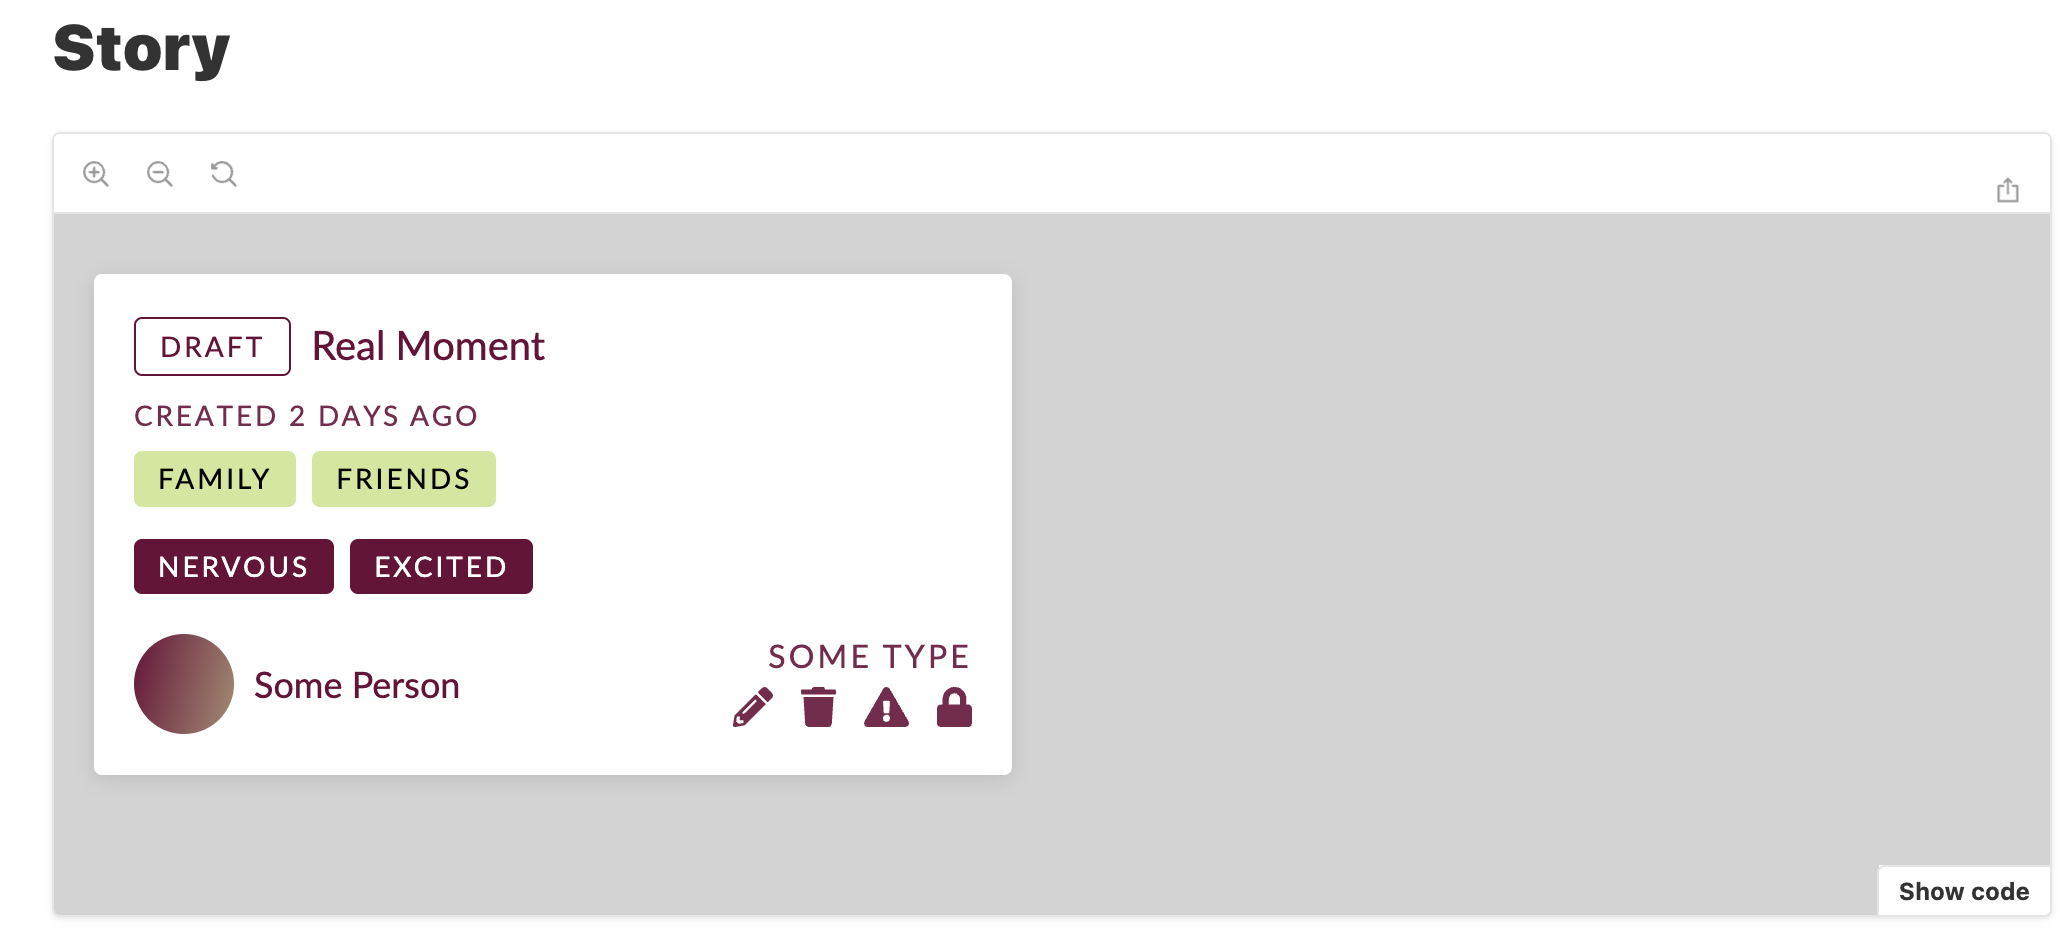 Story
DRAFT Real Moment
CREATED 2 DAYS AGO
FAMILY FRIENDS
NERVOUS EXCITED
Some Person
SOME TYPE
Show code